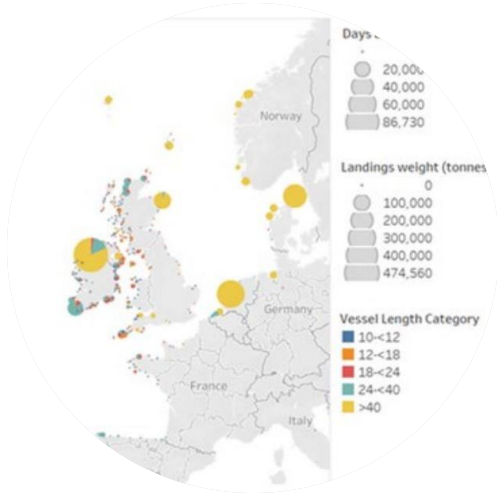 Norway
Germany
France
Italy
Days
20,000
40,000
60,000
86,730
Landings weight (tonnes
0
100,000
200,000
300,000
400,000
474,560
Vessel Length Category
10-<12
12-<18
18-<24
24-<40
>40